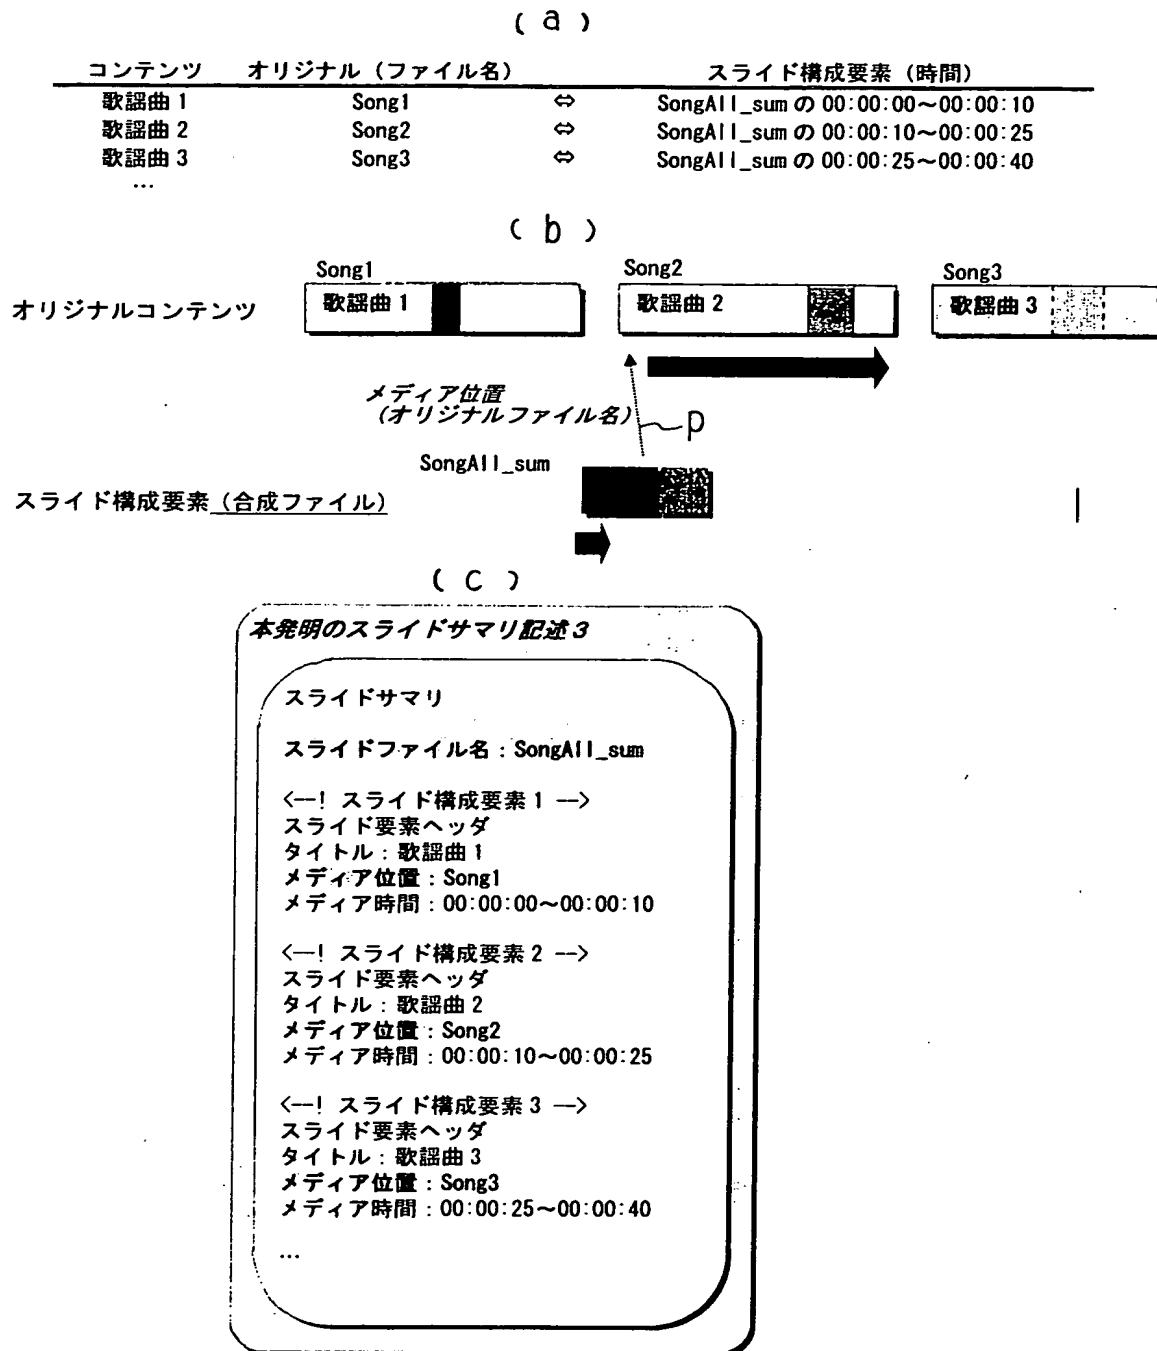 ( a )
コンテンツ オリジナル (ファイル名) スライド構成要素 (時間)
歌謡曲 1 Song1 ⇔ SongAll_sum の 00:00:00～00:00:10
歌謡曲 2 Song2 ⇔ SongAll_sum の 00:00:10～00:00:25
歌謡曲 3 Song3 ⇔ SongAll_sum の 00:00:25～00:00:40
…
( b )
Song1 Song2 Song3
オリジナルコンテンツ 歌謡曲 1 歌謡曲 2 歌謡曲 3
メディア位置
(オリジナルファイル名)
p
SongAll_sum
スライド構成要素 (合成ファイル)
( c )
本発明のスライドサマリ記述 3
スライドサマリ
スライドファイル名 : SongAll_sum
<--! スライド構成要素 1 -->
スライド要素ヘッダ
タイトル : 歌謡曲 1
メディア位置 : Song1
メディア時間 : 00:00:00～00:00:10
<--! スライド構成要素 2 -->
スライド要素ヘッダ
タイトル : 歌謡曲 2
メディア位置 : Song2
メディア時間 : 00:00:10～00:00:25
<--! スライド構成要素 3 -->
スライド要素ヘッダ
タイトル : 歌謡曲 3
メディア位置 : Song3
メディア時間 : 00:00:25～00:00:40
…